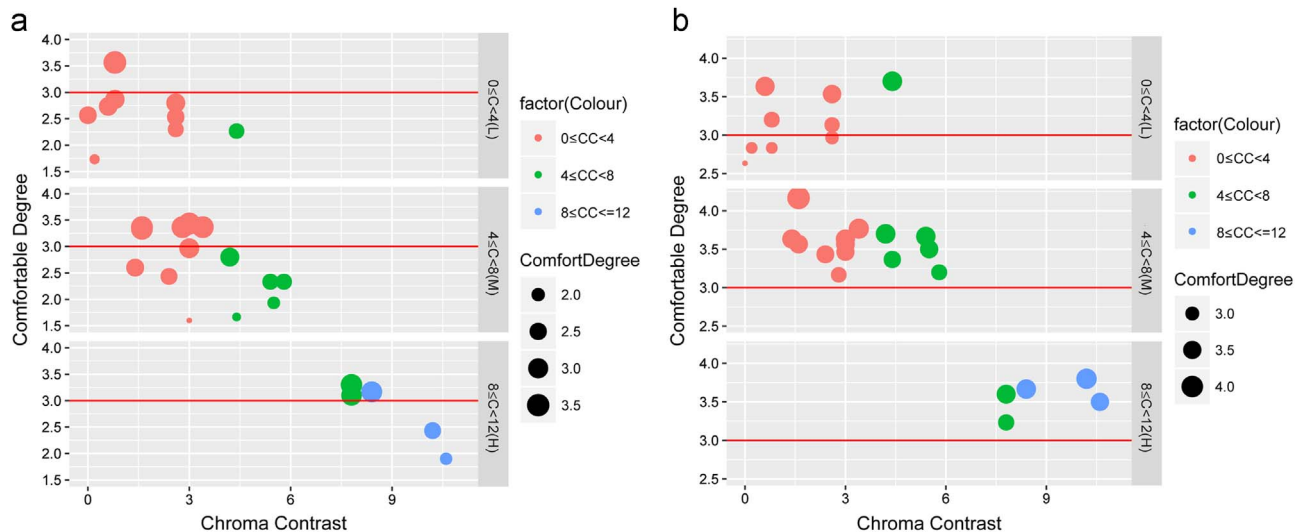 a
Comfortable Degree
4.0
3.5
3.0
2.5
2.0
1.5
0≤C<4(L)
4.0
3.5
3.0
2.5
2.0
1.5
4≤C<8(M)
4.0
3.5
3.0
2.5
2.0
1.5
8≤C<12(H)
0 3 6 9
Chroma Contrast
factor(Colour)
0≤CC<4
4≤CC<8
8≤CC<=12
ComfortDegree
2.0
2.5
3.0
3.5
b
Comfortable Degree
4.0
3.5
3.0
2.5
0≤C<4(L)
4.0
3.5
3.0
2.5
4≤C<8(M)
4.0
3.5
3.0
2.5
8≤C<12(H)
0 3 6 9
Chroma Contrast
factor(Colour)
0≤CC<4
4≤CC<8
8≤CC<=12
ComfortDegree
3.0
3.5
4.0